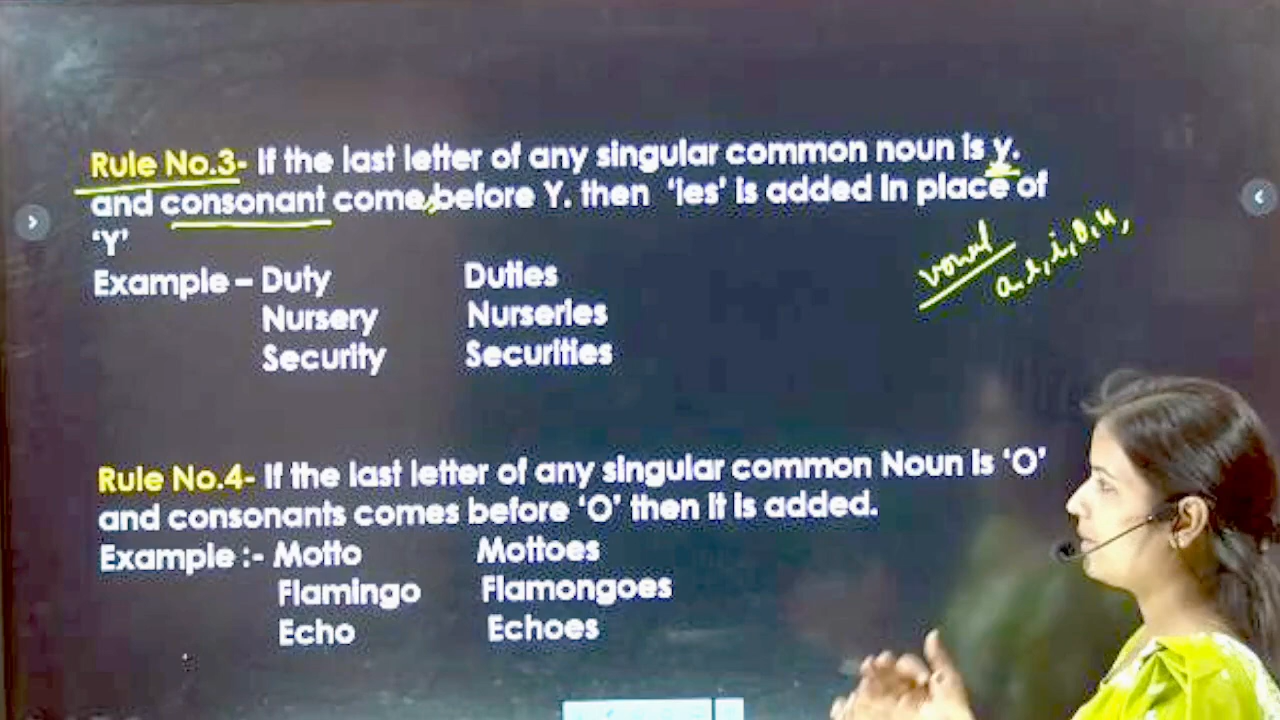 Rule No.3- If the last letter of any singular common noun is y.
and consonant come, before Y. then 'ies' is added in place of
'Y'
vowel
a, e, i, o, u,
Example – Duty Duties
Nursery Nurseries
Security Securities
Rule No.4- If the last letter of any singular common Noun is 'O'
and consonants comes before 'O' then it is added.
Example :- Motto Mottoes
Flamingo Flamongoes
Echo Echoes